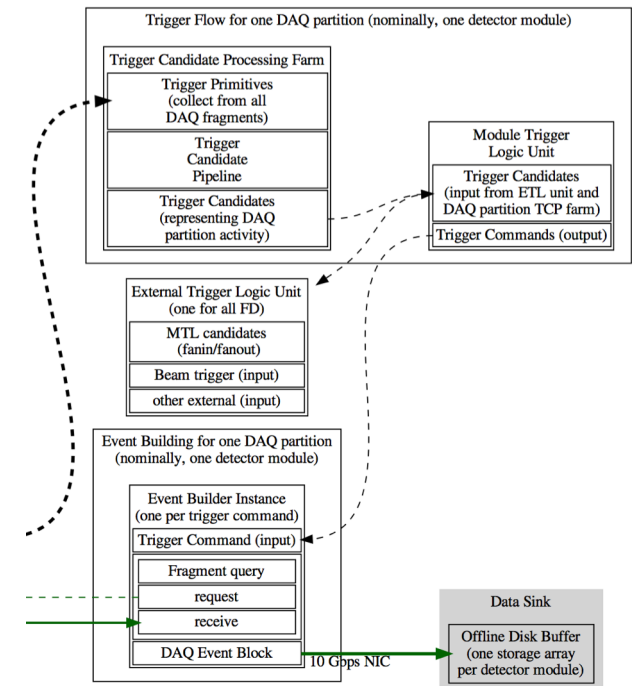 Trigger Flow for one DAQ partition (nominally, one detector module)
Trigger Candidate Processing Farm
Trigger Primitives
(collect from all
DAQ fragments)
Trigger
Candidate
Pipeline
Trigger Candidates
(representing DAQ
partition activity)
Module Trigger
Logic Unit
Trigger Candidates
(input from ETL unit and
DAQ partition TCP farm)
Trigger Commands (output)
External Trigger Logic Unit
(one for all FD)
MTL candidates
(fanin/fanout)
Beam trigger (input)
other external (input)
Event Building for one DAQ partition
(nominally, one detector module)
Event Builder Instance
(one per trigger command)
Trigger Command (input)
Fragment query
request
receive
DAQ Event Block
10 Gbps NIC
Data Sink
Offline Disk Buffer
(one storage array
per detector module)